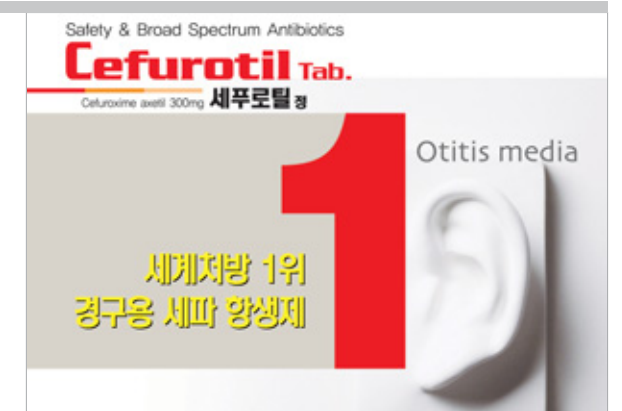 Safety & Broad Spectrum Antibiotics
Cefurotil Tab.
Cefuroxime axetil 300mg 세푸로틸 정
1
Otitis media
세계처방 1위
경구용 세파 항생제